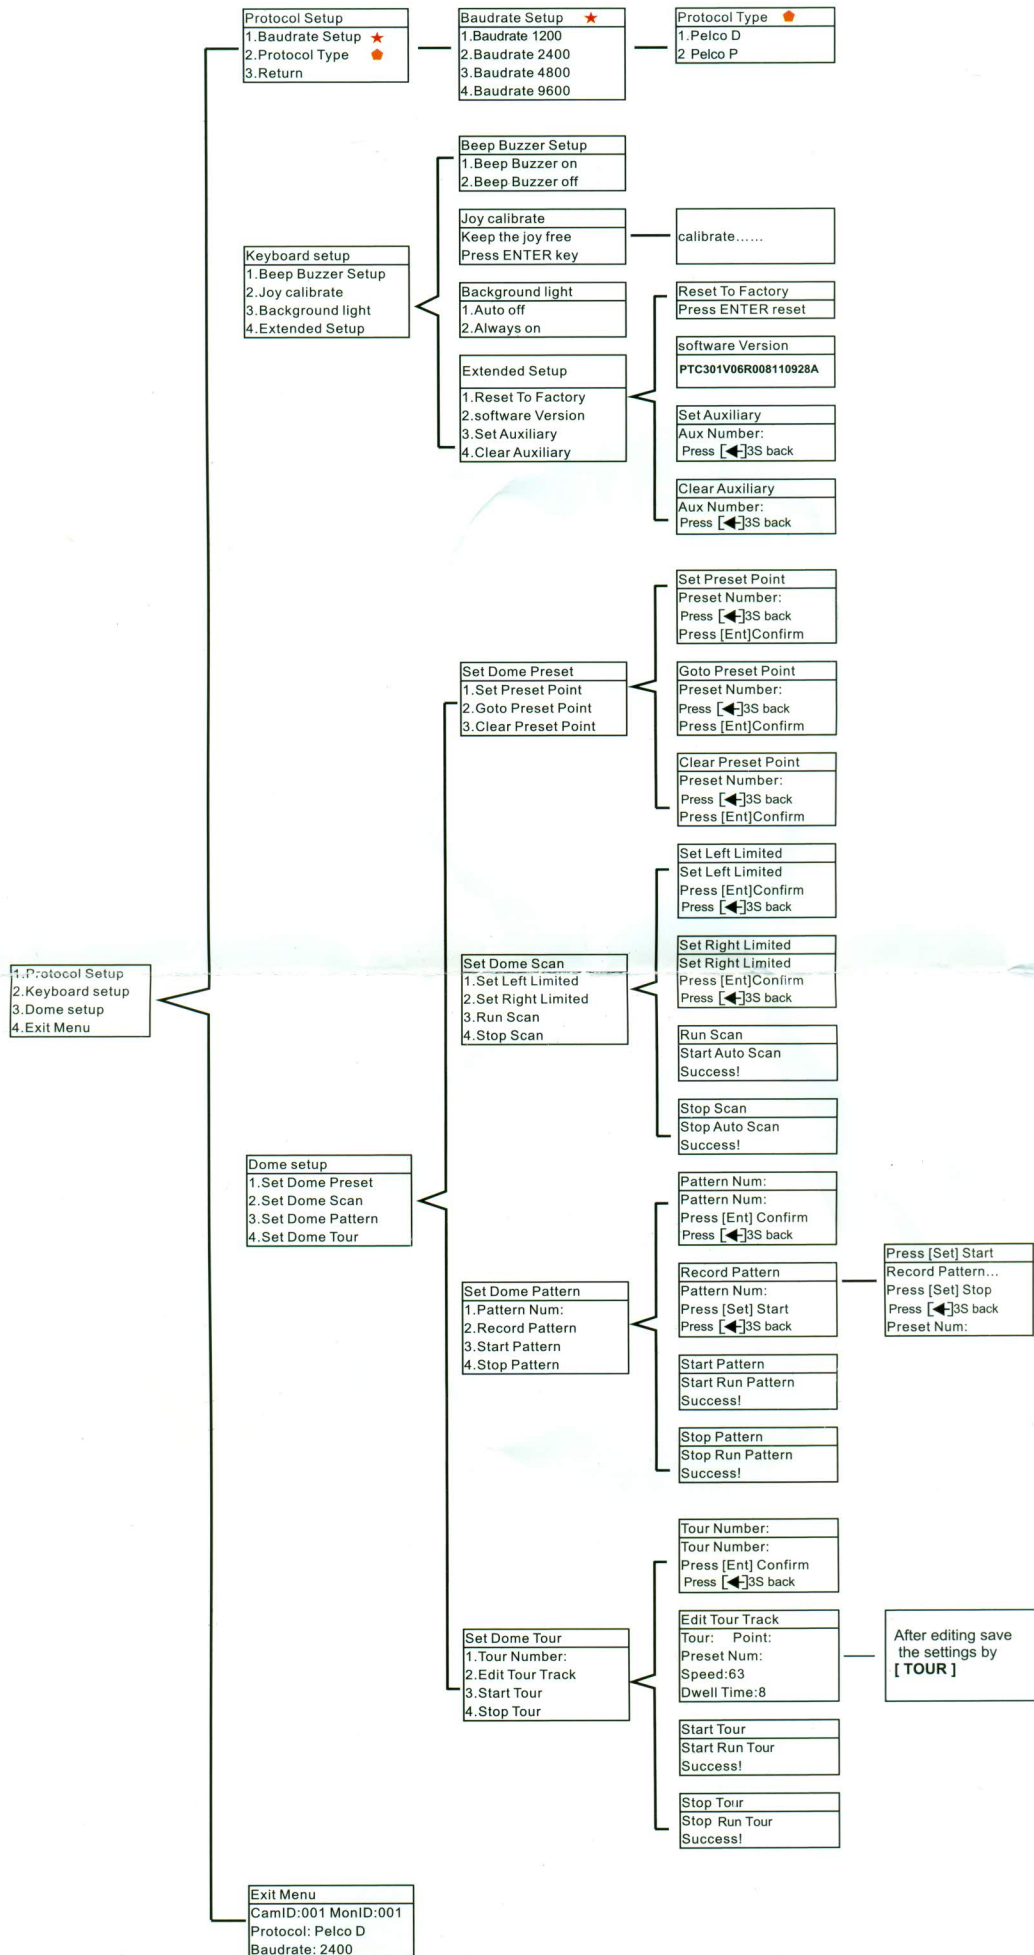 Protocol Setup
1.Baudrate Setup
2.Protocol Type
3.Return
Baudrate Setup
1.Baudrate 1200
2.Baudrate 2400
3.Baudrate 4800
4.Baudrate 9600
Protocol Type
1.Pelco D
2 Pelco P
Beep Buzzer Setup
1.Beep Buzzer on
2.Beep Buzzer off
Joy calibrate
Keep the joy free
Press ENTER key
calibrate......
Keyboard setup
1.Beep Buzzer Setup
2.Joy calibrate
3.Background light
4.Extended Setup
Background light
1.Auto off
2.Always on
Extended Setup
1.Reset To Factory
2.software Version
3.Set Auxiliary
4.Clear Auxiliary
Reset To Factory
Press ENTER reset
software Version
PTC301V06R008110928A
Set Auxiliary
Aux Number:
Press [◀-]3S back
Clear Auxiliary
Aux Number:
Press [◀-]3S back
Set Dome Preset
1.Set Preset Point
2.Goto Preset Point
3.Clear Preset Point
Set Preset Point
Preset Number:
Press [◀-]3S back
Press [Ent]Confirm
Goto Preset Point
Preset Number:
Press [◀-]3S back
Press [Ent]Confirm
Clear Preset Point
Preset Number:
Press [◀-]3S back
Press [Ent]Confirm
1.Protocol Setup
2.Keyboard setup
3.Dome setup
4.Exit Menu
Set Dome Scan
1.Set Left Limited
2.Set Right Limited
3.Run Scan
4.Stop Scan
Set Left Limited
Set Left Limited
Press [Ent]Confirm
Press [◀-]3S back
Set Right Limited
Set Right Limited
Press [Ent]Confirm
Press [◀-]3S back
Run Scan
Start Auto Scan
Success!
Stop Scan
Stop Auto Scan
Success!
Dome setup
1.Set Dome Preset
2.Set Dome Scan
3.Set Dome Pattern
4.Set Dome Tour
Set Dome Pattern
1.Pattern Num:
2.Record Pattern
3.Start Pattern
4.Stop Pattern
Pattern Num:
Pattern Num:
Press [Ent] Confirm
Press [◀-]3S back
Record Pattern
Pattern Num:
Press [Set] Start
Press [◀-]3S back
Press [Set] Start
Record Pattern...
Press [Set] Stop
Press [◀-]3S back
Preset Num:
Start Pattern
Start Run Pattern
Success!
Stop Pattern
Stop Run Pattern
Success!
Set Dome Tour
1.Tour Number:
2.Edit Tour Track
3.Start Tour
4.Stop Tour
Tour Number:
Tour Number:
Press [Ent] Confirm
Press [◀-]3S back
Edit Tour Track
Tour: Point:
Preset Num:
Speed:63
Dwell Time:8
After editing save
the settings by
[ TOUR ]
Start Tour
Start Run Tour
Success!
Stop Tour
Stop Run Tour
Success!
Exit Menu
CamID:001 MonID:001
Protocol: Pelco D
Baudrate: 2400